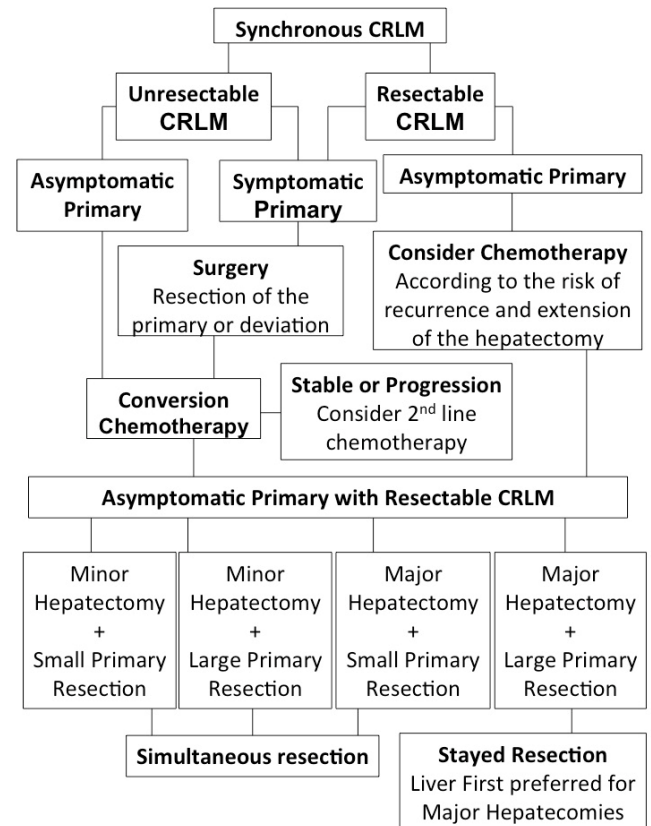 Synchronous CRLM
Unresectable
CRLM
Resectable
CRLM
Asymptomatic
Primary
Symptomatic
Primary
Asymptomatic Primary
Surgery
Resection of the
primary or deviation
Consider Chemotherapy
According to the risk of
recurrence and extension
of the hepatectomy
Conversion
Chemotherapy
Stable or Progression
Consider 2nd line
chemotherapy
Asymptomatic Primary with Resectable CRLM
Minor
Hepatectomy
+
Small Primary
Resection
Minor
Hepatectomy
+
Large Primary
Resection
Major
Hepatectomy
+
Small Primary
Resection
Major
Hepatectomy
+
Large Primary
Resection
Simultaneous resection
Stayed Resection
Liver First preferred for
Major Hepatecomies